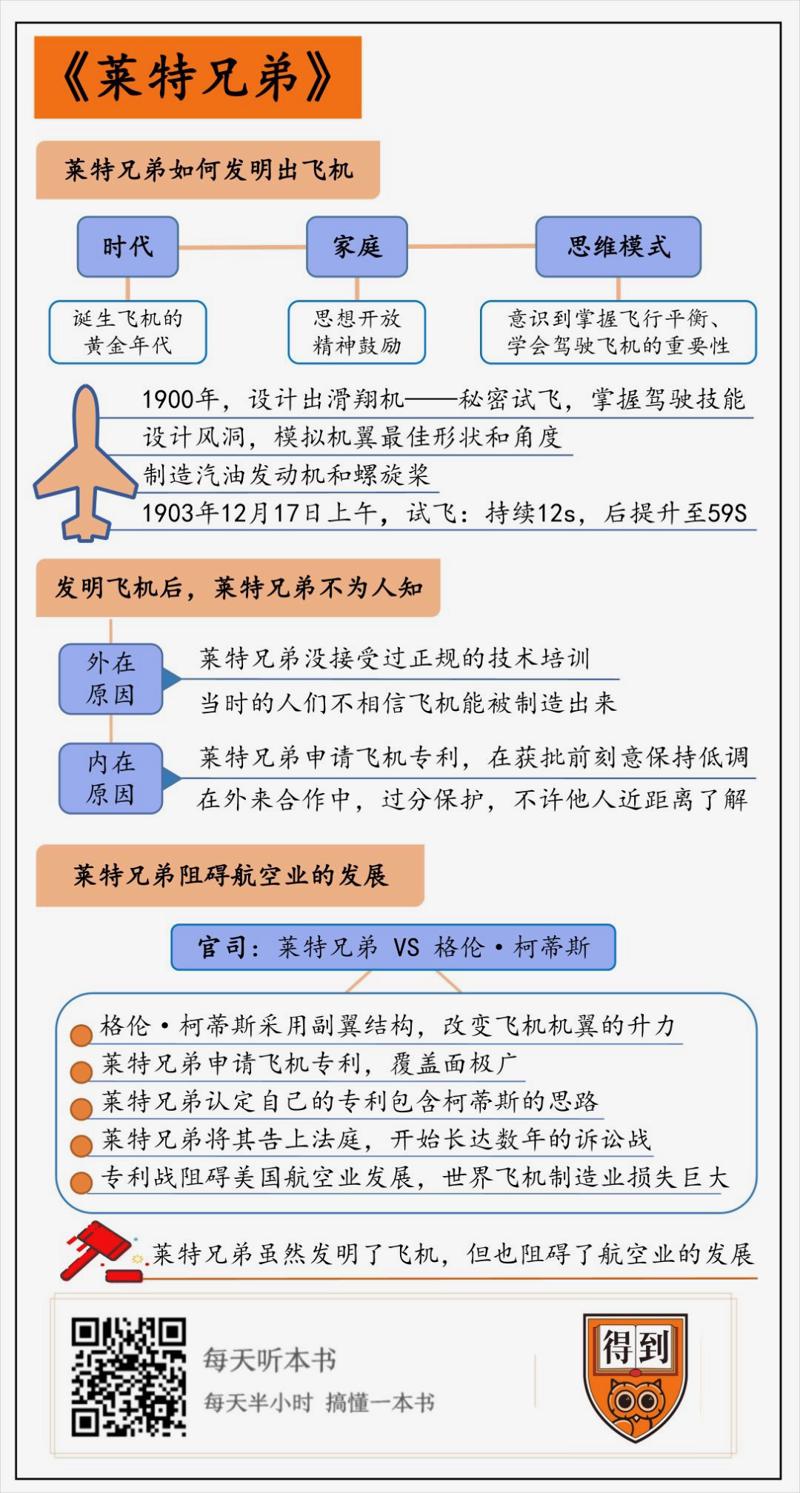 《莱特兄弟》
莱特兄弟如何发明出飞机
时代
家庭
思维模式
诞生飞机的
黄金年代
思想开放
精神鼓励
意识到掌握飞行平衡、
学会驾驶飞机的重要性
1900年，设计出滑翔机——秘密试飞，掌握驾驶技能
设计风洞，模拟机翼最佳形状和角度
制造汽油发动机和螺旋桨
1903年12月17日上午，试飞：持续12s，后提升至59S
发明飞机后，莱特兄弟不为人知
外在
原因
莱特兄弟没接受过正规的技术培训
当时的人们不相信飞机能被制造出来
内在
原因
莱特兄弟申请飞机专利，在获批前刻意保持低调
在外来合作中，过分保护，不许他人近距离了解
莱特兄弟阻碍航空业的发展
官司：莱特兄弟 VS 格伦·柯蒂斯
格伦·柯蒂斯采用副翼结构，改变飞机机翼的升力
莱特兄弟申请飞机专利，覆盖面极广
莱特兄弟认定自己的专利包含柯蒂斯的思路
莱特兄弟将其告上法庭，开始长达数年的诉讼战
专利战阻碍美国航空业发展，世界飞机制造业损失巨大
莱特兄弟虽然发明了飞机，但也阻碍了航空业的发展
每天听本书
每天半小时 搞懂一本书
得到